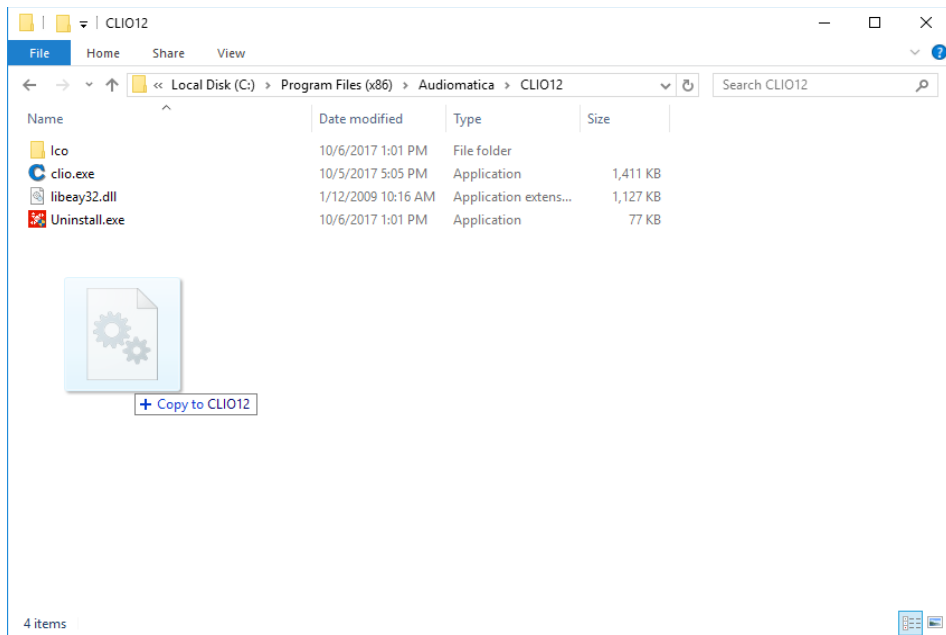 CLIO12
File Home Share View
« Local Disk (C:) › Program Files (x86) › Audiomatica › CLIO12 Search CLIO12
Name Date modified Type Size
Ico 10/6/2017 1:01 PM File folder
clio.exe 10/5/2017 5:05 PM Application 1,411 KB
libeay32.dll 1/12/2009 10:16 AM Application extens... 1,127 KB
Uninstall.exe 10/6/2017 1:01 PM Application 77 KB
+ Copy to CLIO12
4 items